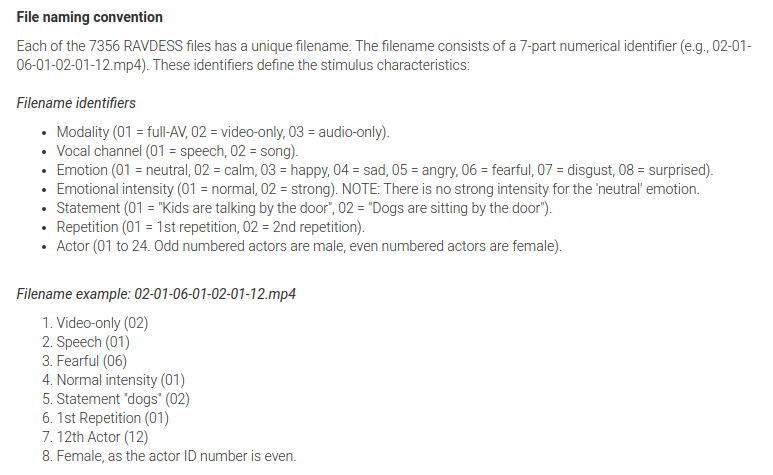 File naming convention
Each of the 7356 RAVDESS files has a unique filename. The filename consists of a 7-part numerical identifier (e.g., 02-01-
06-01-02-01-12.mp4). These identifiers define the stimulus characteristics:
Filename identifiers
• Modality (01 = full-AV, 02 = video-only, 03 = audio-only).
• Vocal channel (01 = speech, 02 = song).
• Emotion (01 = neutral, 02 = calm, 03 = happy, 04 = sad, 05 = angry, 06 = fearful, 07 = disgust, 08 = surprised).
• Emotional intensity (01 = normal, 02 = strong). NOTE: There is no strong intensity for the 'neutral' emotion.
• Statement (01 = "Kids are talking by the door", 02 = "Dogs are sitting by the door").
• Repetition (01 = 1st repetition, 02 = 2nd repetition).
• Actor (01 to 24. Odd numbered actors are male, even numbered actors are female).
Filename example: 02-01-06-01-02-01-12.mp4
1. Video-only (02)
2. Speech (01)
3. Fearful (06)
4. Normal intensity (01)
5. Statement "dogs" (02)
6. 1st Repetition (01)
7. 12th Actor (12)
8. Female, as the actor ID number is even.